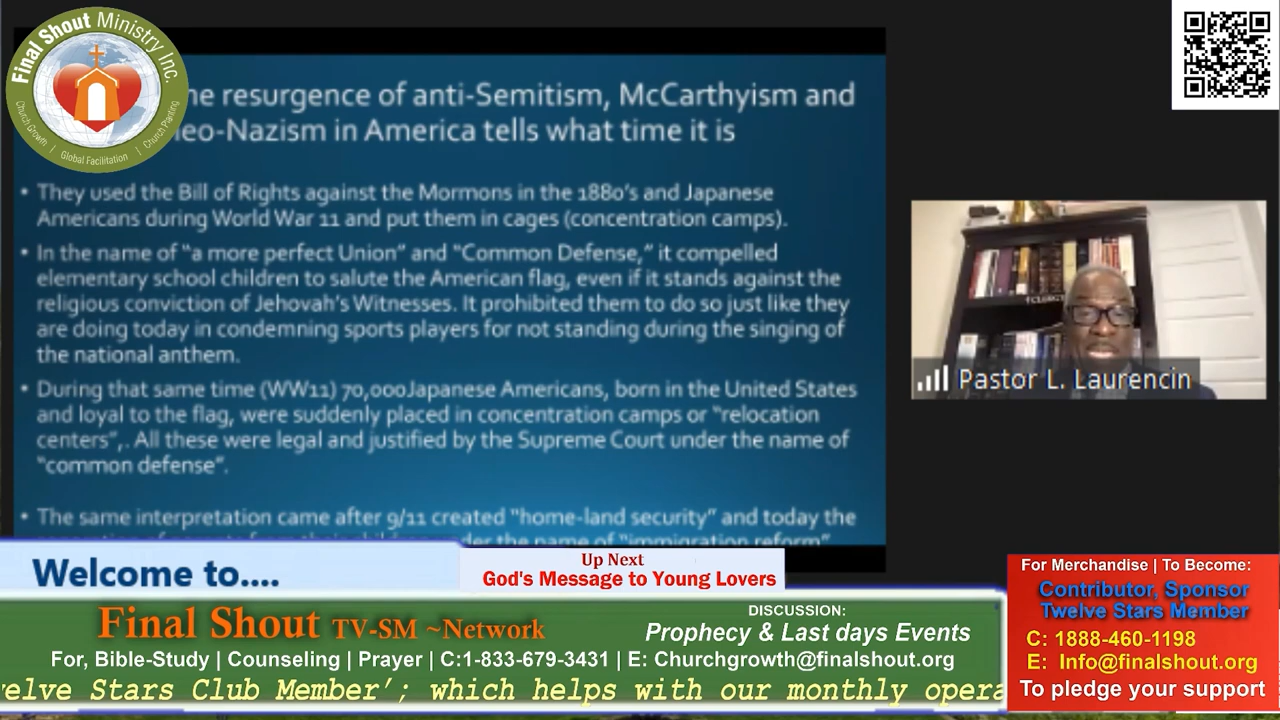 Final Shout Ministry Inc.
Church Growth | Global Facilitation | Church Planting
he resurgence of anti-Semitism, McCarthyism and
eo-Nazism in America tells what time it is
• They used the Bill of Rights against the Mormons in the 1880's and Japanese
Americans during World War 11 and put them in cages (concentration camps).
• In the name of "a more perfect Union" and "Common Defense," it compelled
elementary school children to salute the American flag, even if it stands against the
religious conviction of Jehovah's Witnesses. It prohibited them to do so just like they
are doing today in condemning sports players for not standing during the singing of
the national anthem.
• During that same time (WW11) 70,000Japanese Americans, born in the United States
and loyal to the flag, were suddenly placed in concentration camps or "relocation
centers",. All these were legal and justified by the Supreme Court under the name of
"common defense".
• The same interpretation came after 9/11 created "home-land security" and today the
the name of "immigration reform"
Pastor L. Laurencin
Welcome to....
Up Next
God's Message to Young Lovers
Final Shout TV-SM ~Network
DISCUSSION:
Prophecy & Last days Events
For, Bible-Study | Counseling | Prayer | C:1-833-679-3431 | E: Churchgrowth@finalshout.org
welve Stars Club Member'; which helps with our monthly opera
For Merchandise | To Become:
Contributor, Sponsor
Twelve Stars Member
C: 1888-460-1198
E: Info@finalshout.org
To pledge your support